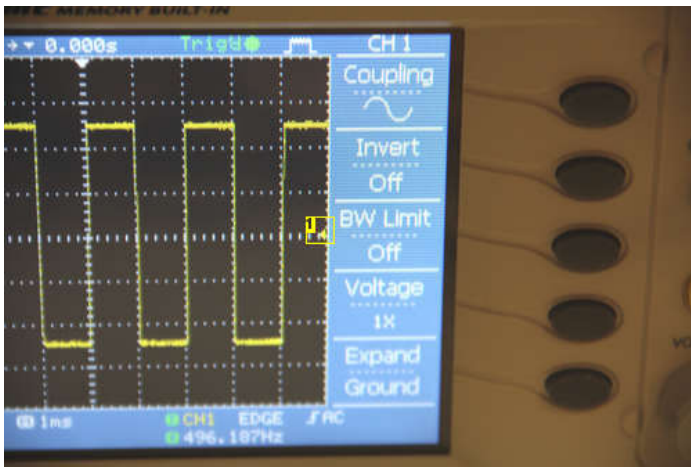 MEMORY BUILT-IN
0.000s Trig'd CH 1
Coupling
Invert
Off
1
BW Limit
Off
Voltage
1X
Expand
Ground
1ms CH1 EDGE AC
496.187Hz